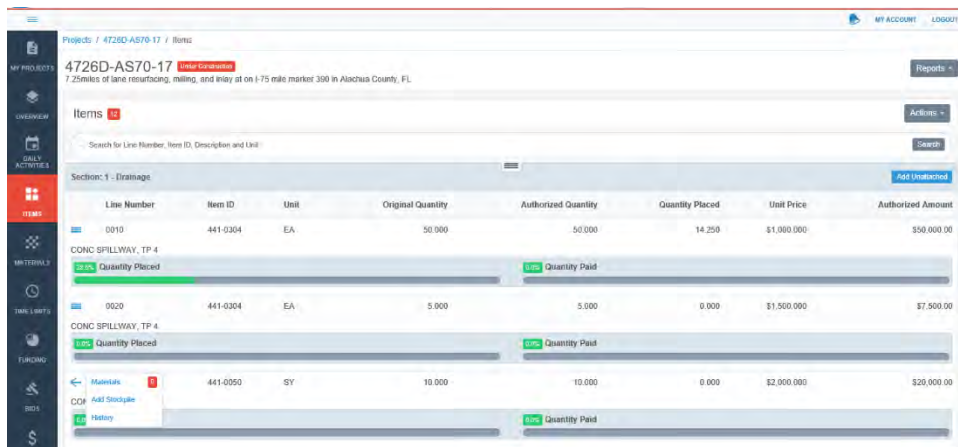 MY ACCOUNT LOGOUT
Projects / 4726D-AS70-17 / Items
MY PROJECTS
4726D-AS70-17 Under Construction
Reports
7.25miles of lane resurfacing, milling, and inlay at on I-75 mile marker 390 in Alachua County, FL
OVERVIEW
Items 12
Actions
DAILY ACTIVITIES
Search for Line Number, Item ID, Description and Unit
Search
Section: 1 - Drainage
Add Unattached
ITEMS
Line Number Item ID Unit Original Quantity Authorized Quantity Quantity Placed Unit Price Authorized Amount
0010 441-0304 EA 50.000 50.000 14.250 $1,000.000 $50,000.00
MATERIALS
CONC SPILLWAY, TP 4
28.5% Quantity Placed 0.0% Quantity Paid
TIME LIMITS
0020 441-0304 EA 5.000 5.000 0.000 $1,500.000 $7,500.00
CONC SPILLWAY, TP 4
0.0% Quantity Placed 0.0% Quantity Paid
FUNDING
Materials 0 441-0050 SY 10.000 10.000 0.000 $2,000.000 $20,000.00
Add Stockpile
BIDS
History
0.0% Quantity Paid
$